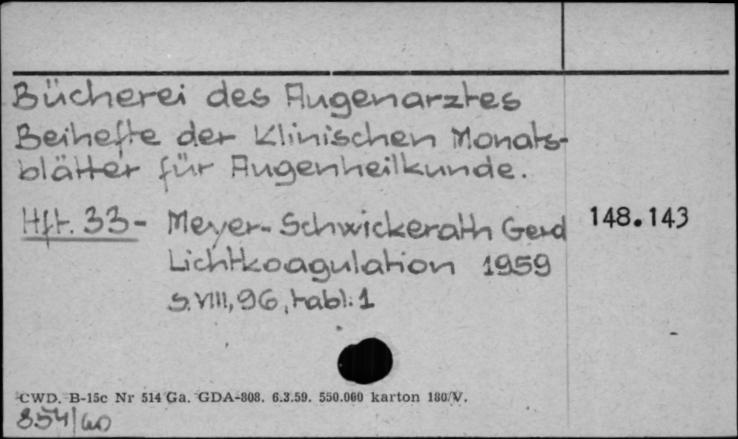 Bücherei des Augenarztes
Beihefte der Klinischen Monats-
blätter für Augenheilkunde.
Hft. 33- Meyer-Schwickerath Gerd 148.143
Lichtkoagulation 1959
S. VIII, 96, tabl. 1
CWD. B-15c Nr 514 Ga. GDA-808. 6.3.59. 550.000 karton 180/V.
854/60